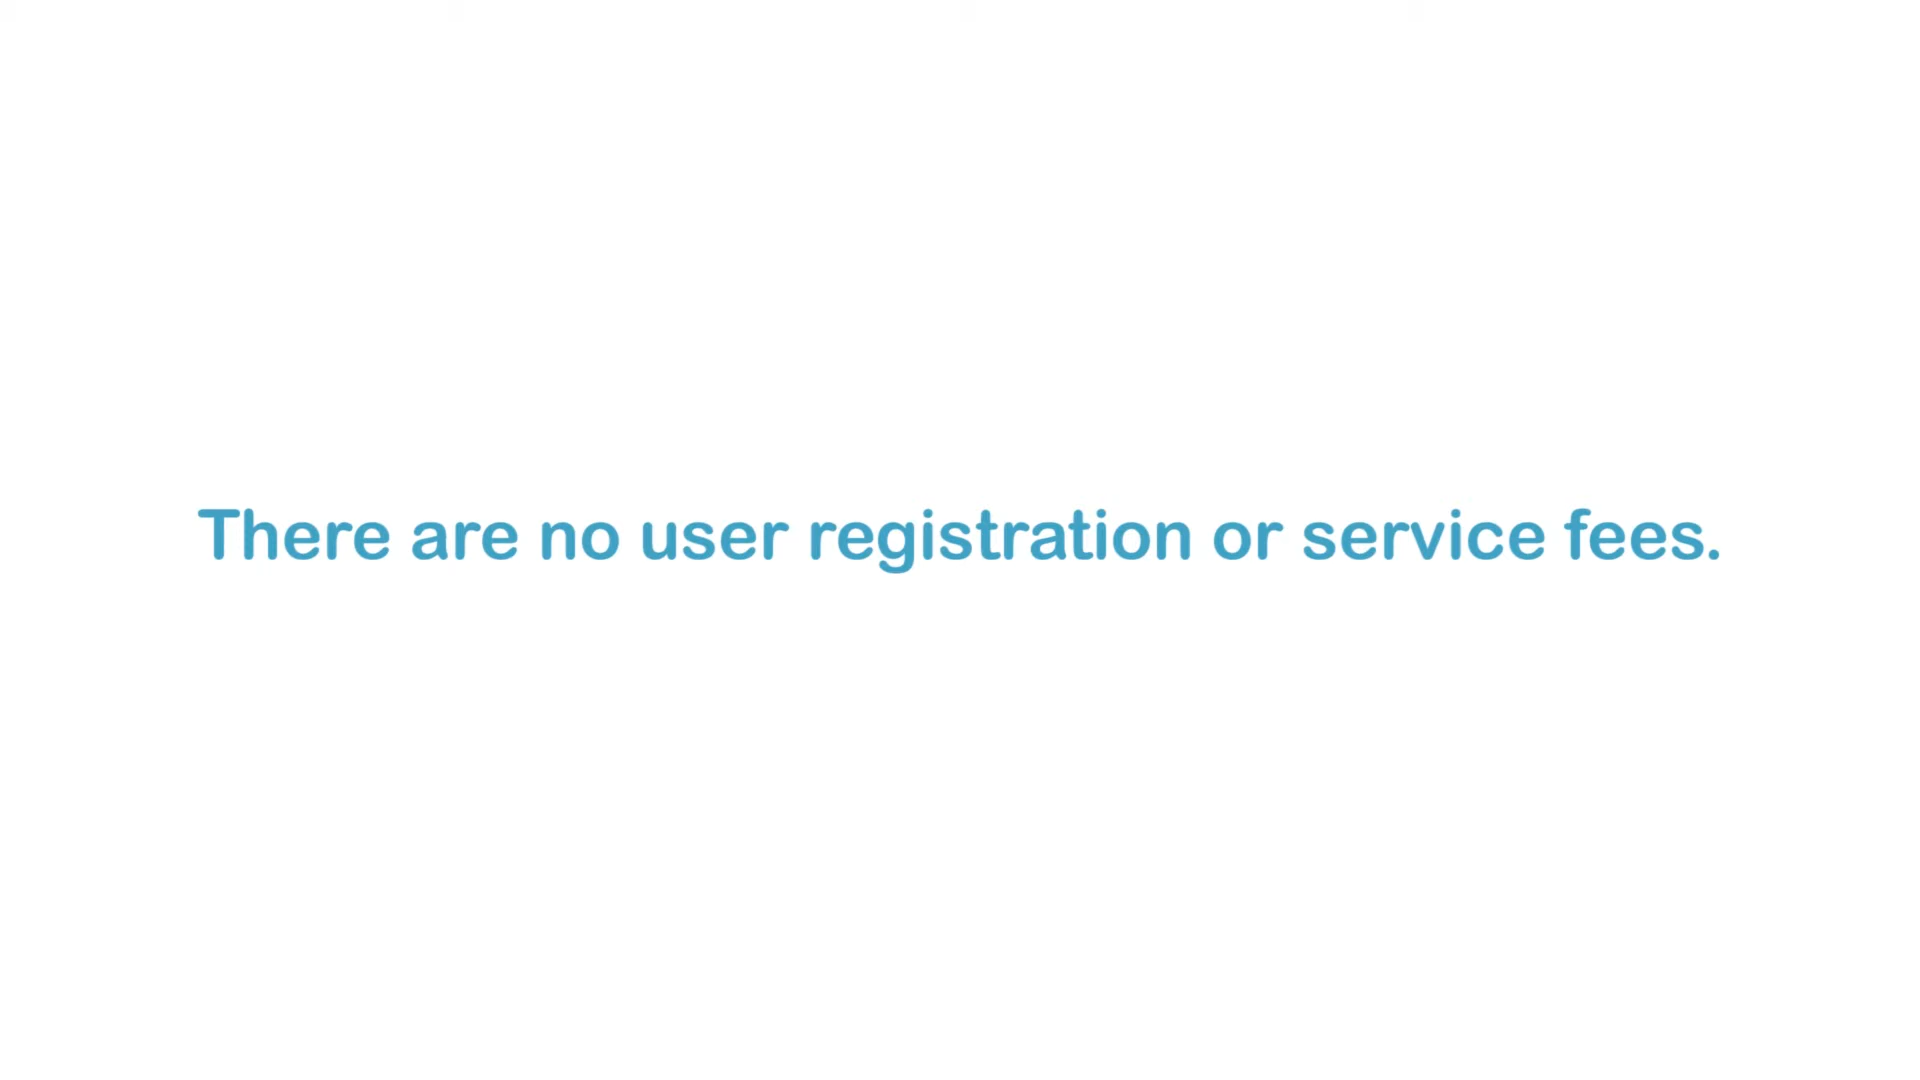 There are no user registration or service fees.